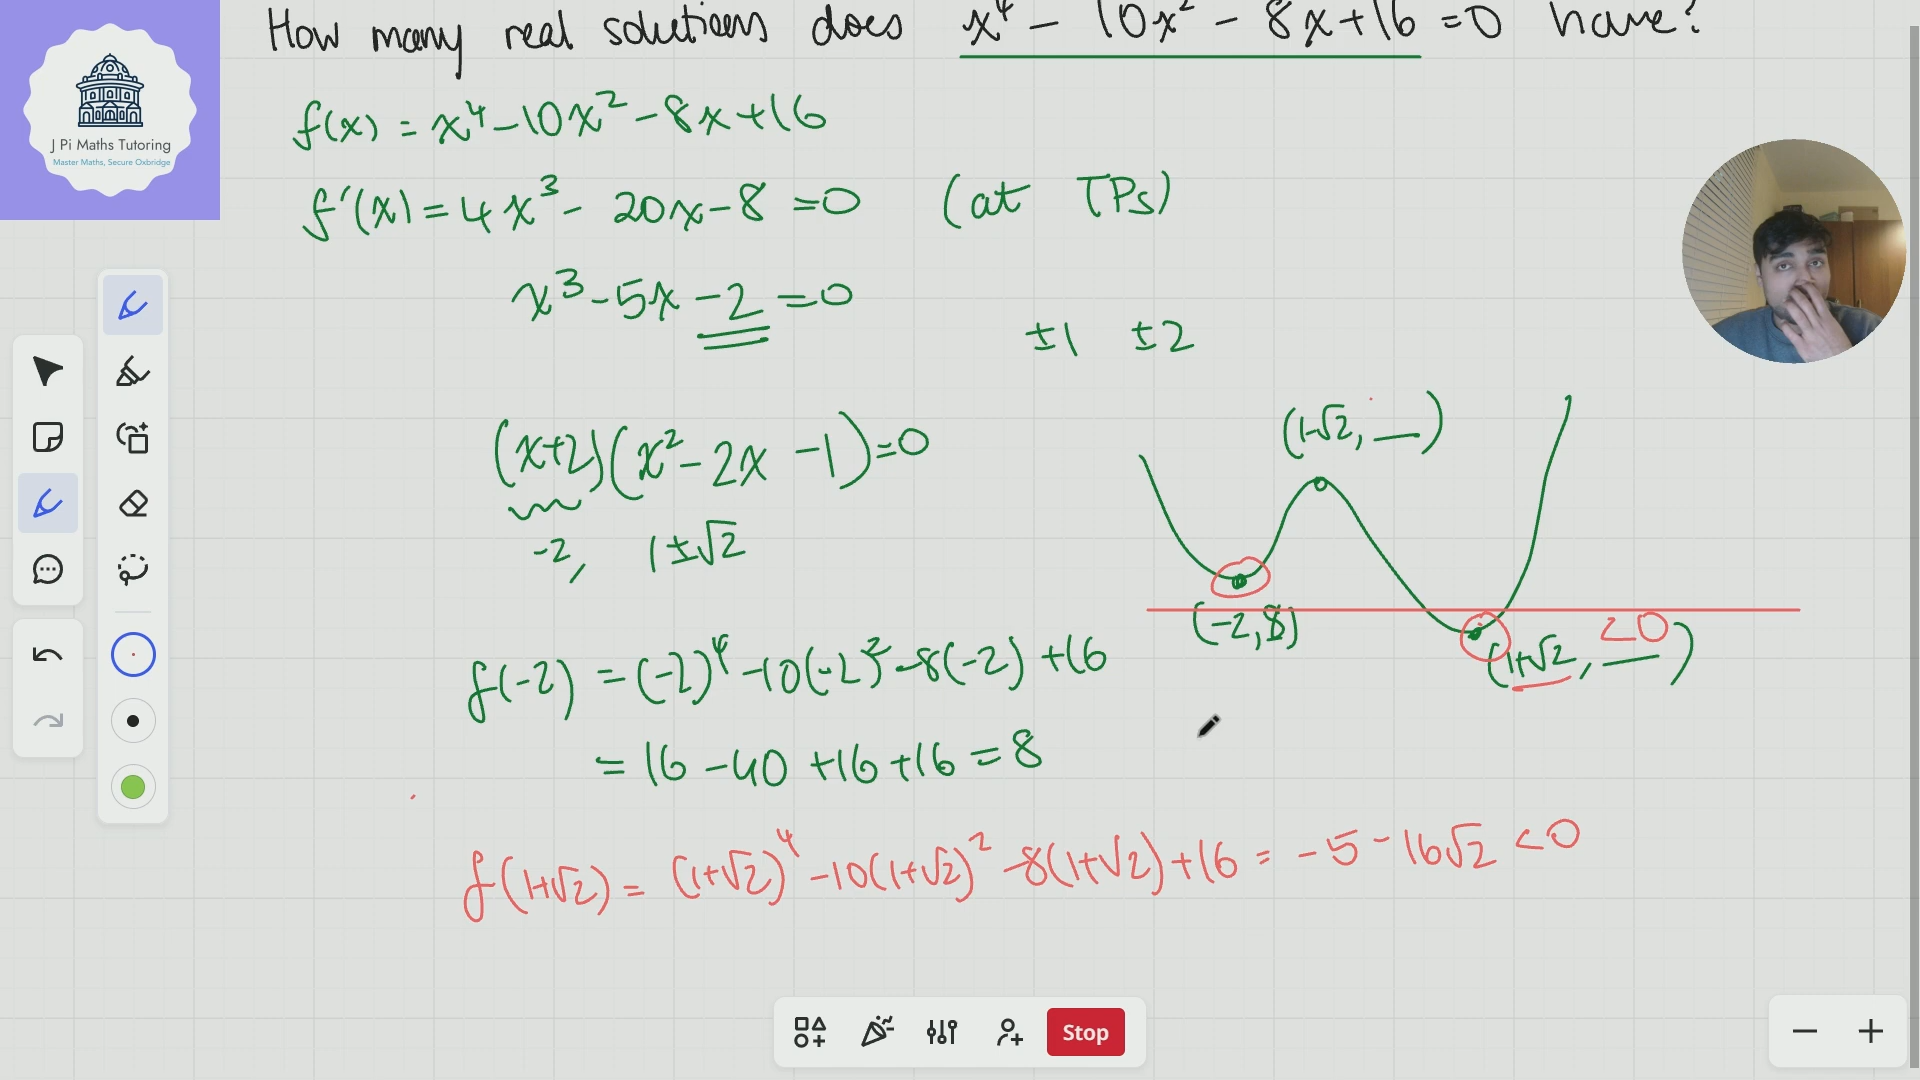 How many real solutions does x⁴ - 10x² - 8x+16 =0 have?
J Pi Maths Tutoring
Master Maths, Secure Oxbridge
f(x) = x⁴-10x²-8x+16
f'(x) = 4x³- 20x-8 =0 (at TPs)
x³-5x-2 =0
±1 ±2
(1-√2, __)
(x+2)(x²-2x -1)=0
-2, 1±√2
(-2,8)
(1+√2, <0)
f(-2) = (-2)⁴-10(-2)²-8(-2) +16
= 16 -40 +16 +16 = 8
f(1+√2) = (1+√2)⁴-10(1+√2)²-8(1+√2)+16 = -5-16√2 <0
Stop